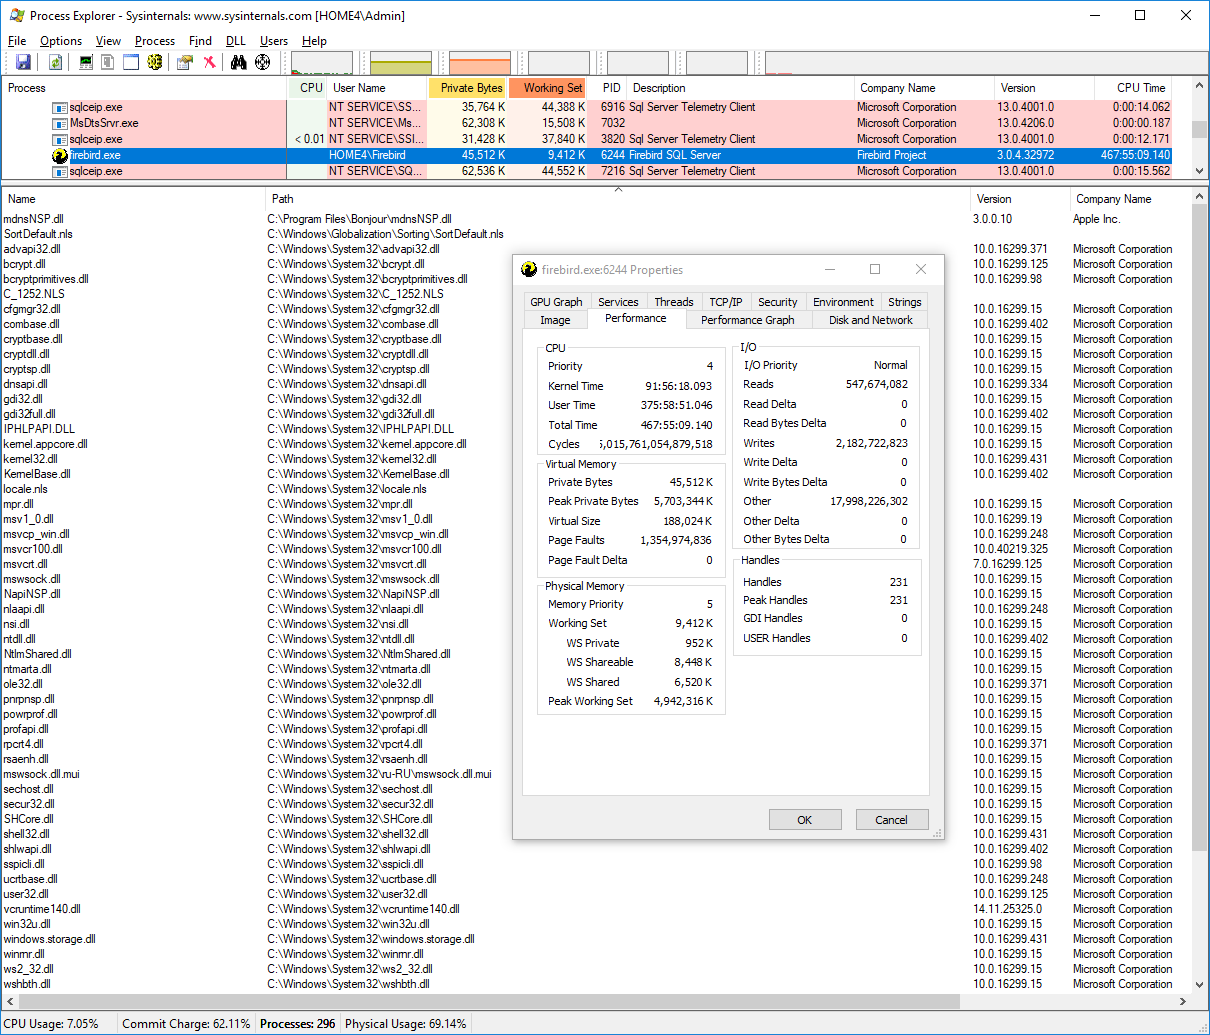 Process Explorer - Sysinternals: www.sysinternals.com [HOME4\Admin]
File Options View Process Find DLL Users Help
Process CPU User Name Private Bytes Working Set PID Description Company Name Version CPU Time
sqlceip.exe NT SERVICE\SS... 35,764 K 44,388 K 6916 Sql Server Telemetry Client Microsoft Corporation 13.0.4001.0 0:00:14.062
MsDtsSrvr.exe NT SERVICE\Ms... 62,308 K 15,508 K 7032 Microsoft Corporation 13.0.4206.0 0:00:00.187
sqlceip.exe < 0.01 NT SERVICE\SSI... 31,428 K 37,840 K 3820 Sql Server Telemetry Client Microsoft Corporation 13.0.4001.0 0:00:12.171
firebird.exe HOME4\Firebird 45,512 K 9,412 K 6244 Firebird SQL Server Firebird Project 3.0.4.32972 467:55:09.140
sqlceip.exe NT SERVICE\SQ... 62,536 K 44,552 K 7216 Sql Server Telemetry Client Microsoft Corporation 13.0.4001.0 0:00:15.562
Name Path Version Company Name
mdnsNSP.dll C:\Program Files\Bonjour\mdnsNSP.dll 3.0.0.10 Apple Inc.
SortDefault.nls C:\Windows\Globalization\Sorting\SortDefault.nls
advapi32.dll C:\Windows\System32\advapi32.dll 10.0.16299.371 Microsoft Corporation
bcrypt.dll C:\Windows\System32\bcrypt.dll 10.0.16299.125 Microsoft Corporation
bcryptprimitives.dll C:\Windows\System32\bcryptprimitives.dll 10.0.16299.98 Microsoft Corporation
C_1252.NLS C:\Windows\System32\C_1252.NLS
cfgmgr32.dll C:\Windows\System32\cfgmgr32.dll 10.0.16299.15 Microsoft Corporation
combase.dll C:\Windows\System32\combase.dll 10.0.16299.402 Microsoft Corporation
cryptbase.dll C:\Windows\System32\cryptbase.dll 10.0.16299.15 Microsoft Corporation
cryptdll.dll C:\Windows\System32\cryptdll.dll 10.0.16299.15 Microsoft Corporation
cryptsp.dll C:\Windows\System32\cryptsp.dll 10.0.16299.15 Microsoft Corporation
dnsapi.dll C:\Windows\System32\dnsapi.dll 10.0.16299.334 Microsoft Corporation
gdi32.dll C:\Windows\System32\gdi32.dll 10.0.16299.15 Microsoft Corporation
gdi32full.dll C:\Windows\System32\gdi32full.dll 10.0.16299.402 Microsoft Corporation
IPHLPAPI.DLL C:\Windows\System32\IPHLPAPI.DLL 10.0.16299.15 Microsoft Corporation
kernel.appcore.dll C:\Windows\System32\kernel.appcore.dll 10.0.16299.15 Microsoft Corporation
kernel32.dll C:\Windows\System32\kernel32.dll 10.0.16299.431 Microsoft Corporation
KernelBase.dll C:\Windows\System32\KernelBase.dll 10.0.16299.402 Microsoft Corporation
locale.nls C:\Windows\System32\locale.nls
mpr.dll C:\Windows\System32\mpr.dll 10.0.16299.15 Microsoft Corporation
msv1_0.dll C:\Windows\System32\msv1_0.dll 10.0.16299.19 Microsoft Corporation
msvcp_win.dll C:\Windows\System32\msvcp_win.dll 10.0.16299.248 Microsoft Corporation
msvcr100.dll C:\Windows\System32\msvcr100.dll 10.0.40219.325 Microsoft Corporation
msvcrt.dll C:\Windows\System32\msvcrt.dll 7.0.16299.125 Microsoft Corporation
mswsock.dll C:\Windows\System32\mswsock.dll 10.0.16299.15 Microsoft Corporation
NapiNSP.dll C:\Windows\System32\NapiNSP.dll 10.0.16299.15 Microsoft Corporation
nlaapi.dll C:\Windows\System32\nlaapi.dll 10.0.16299.248 Microsoft Corporation
nsi.dll C:\Windows\System32\nsi.dll 10.0.16299.15 Microsoft Corporation
ntdll.dll C:\Windows\System32\ntdll.dll 10.0.16299.402 Microsoft Corporation
NtlmShared.dll C:\Windows\System32\NtlmShared.dll 10.0.16299.15 Microsoft Corporation
ntmarta.dll C:\Windows\System32\ntmarta.dll 10.0.16299.15 Microsoft Corporation
ole32.dll C:\Windows\System32\ole32.dll 10.0.16299.371 Microsoft Corporation
pnrpnsp.dll C:\Windows\System32\pnrpnsp.dll 10.0.16299.15 Microsoft Corporation
powrprof.dll C:\Windows\System32\powrprof.dll 10.0.16299.15 Microsoft Corporation
profapi.dll C:\Windows\System32\profapi.dll 10.0.16299.15 Microsoft Corporation
rpcrt4.dll C:\Windows\System32\rpcrt4.dll 10.0.16299.371 Microsoft Corporation
rsaenh.dll C:\Windows\System32\rsaenh.dll 10.0.16299.15 Microsoft Corporation
mswsock.dll.mui C:\Windows\System32\ru-RU\mswsock.dll.mui 10.0.16299.15 Microsoft Corporation
sechost.dll C:\Windows\System32\sechost.dll 10.0.16299.15 Microsoft Corporation
secur32.dll C:\Windows\System32\secur32.dll 10.0.16299.15 Microsoft Corporation
SHCore.dll C:\Windows\System32\SHCore.dll 10.0.16299.15 Microsoft Corporation
shell32.dll C:\Windows\System32\shell32.dll 10.0.16299.431 Microsoft Corporation
shlwapi.dll C:\Windows\System32\shlwapi.dll 10.0.16299.402 Microsoft Corporation
sspicli.dll C:\Windows\System32\sspicli.dll 10.0.16299.98 Microsoft Corporation
ucrtbase.dll C:\Windows\System32\ucrtbase.dll 10.0.16299.248 Microsoft Corporation
user32.dll C:\Windows\System32\user32.dll 10.0.16299.125 Microsoft Corporation
vcruntime140.dll C:\Windows\System32\vcruntime140.dll 14.11.25325.0 Microsoft Corporation
win32u.dll C:\Windows\System32\win32u.dll 10.0.16299.15 Microsoft Corporation
windows.storage.dll C:\Windows\System32\windows.storage.dll 10.0.16299.431 Microsoft Corporation
winrnr.dll C:\Windows\System32\winrnr.dll 10.0.16299.15 Microsoft Corporation
ws2_32.dll C:\Windows\System32\ws2_32.dll 10.0.16299.15 Microsoft Corporation
wshbth.dll C:\Windows\System32\wshbth.dll 10.0.16299.15 Microsoft Corporation
firebird.exe:6244 Properties
GPU Graph Services Threads TCP/IP Security Environment Strings
Image Performance Performance Graph Disk and Network
CPU
Priority 4
Kernel Time 91:56:18.093
User Time 375:58:51.046
Total Time 467:55:09.140
Cycles ,015,761,054,879,518
Virtual Memory
Private Bytes 45,512 K
Peak Private Bytes 5,703,344 K
Virtual Size 188,024 K
Page Faults 1,354,974,836
Page Fault Delta 0
Physical Memory
Memory Priority 5
Working Set 9,412 K
WS Private 952 K
WS Shareable 8,448 K
WS Shared 6,520 K
Peak Working Set 4,942,316 K
I/O
I/O Priority Normal
Reads 547,674,082
Read Delta 0
Read Bytes Delta 0
Writes 2,182,722,823
Write Delta 0
Write Bytes Delta 0
Other 17,998,226,302
Other Delta 0
Other Bytes Delta 0
Handles
Handles 231
Peak Handles 231
GDI Handles 0
USER Handles 0
OK Cancel
CPU Usage: 7.05% Commit Charge: 62.11% Processes: 296 Physical Usage: 69.14%